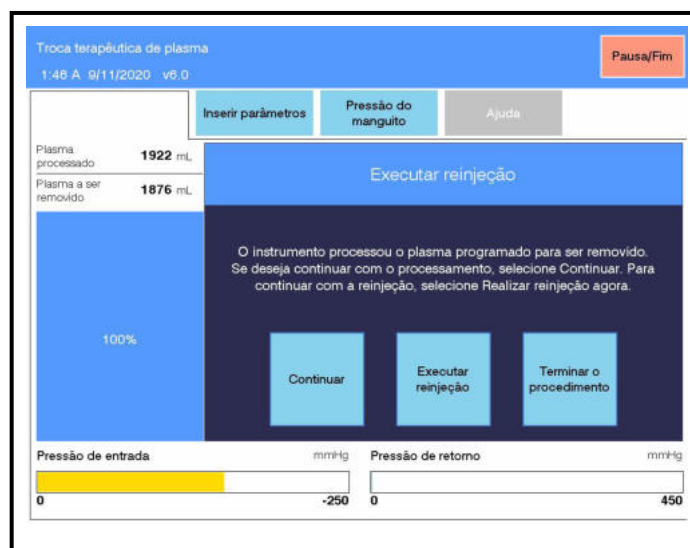 Troca terapêutica de plasma
1:46 A 9/11/2020 v6.0
Pausa/Fim
Inserir parâmetros
Pressão do
manguito
Ajuda
Plasma
processado
1922 mL
Plasma a ser
removido
1876 mL
Executar reinjeção
O instrumento processou o plasma programado para ser removido.
Se deseja continuar com o processamento, selecione Continuar. Para
continuar com a reinjeção, selecione Realizar reinjeção agora.
100%
Continuar
Executar
reinjeção
Terminar o
procedimento
Pressão de entrada mmHg
Pressão de retorno mmHg
0 -250
0 450